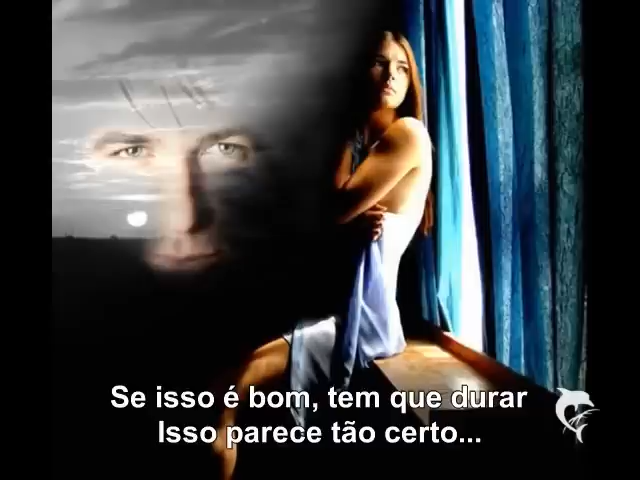 Se isso é bom, tem que durar
Isso parece tão certo...